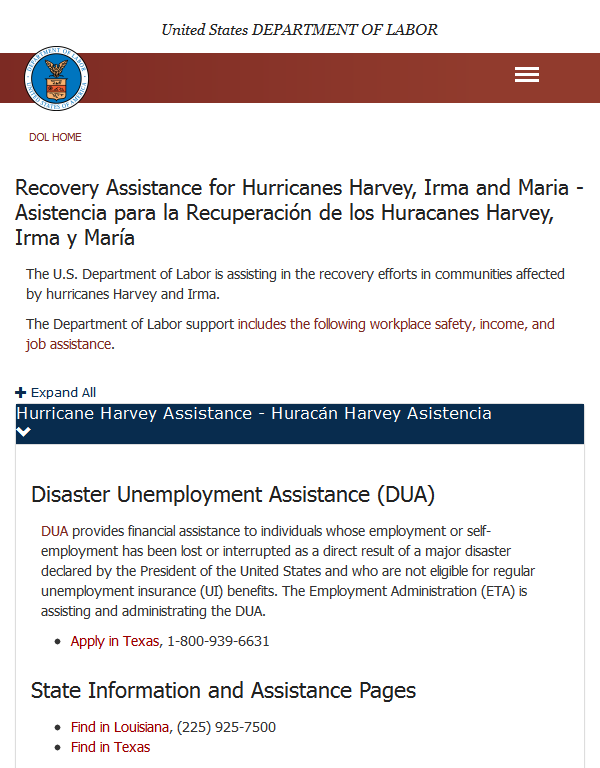 United States DEPARTMENT OF LABOR
DEPARTMENT OF LABOR
UNITED STATES OF AMERICA
DOL HOME
Recovery Assistance for Hurricanes Harvey, Irma and Maria -
Asistencia para la Recuperación de los Huracanes Harvey,
Irma y María
The U.S. Department of Labor is assisting in the recovery efforts in communities affected
by hurricanes Harvey and Irma.
The Department of Labor support includes the following workplace safety, income, and
job assistance.
Expand All
Hurricane Harvey Assistance - Huracán Harvey Asistencia
Disaster Unemployment Assistance (DUA)
DUA provides financial assistance to individuals whose employment or self-
employment has been lost or interrupted as a direct result of a major disaster
declared by the President of the United States and who are not eligible for regular
unemployment insurance (UI) benefits. The Employment Administration (ETA) is
assisting and administrating the DUA.
• Apply in Texas, 1-800-939-6631
State Information and Assistance Pages
• Find in Louisiana, (225) 925-7500
• Find in Texas